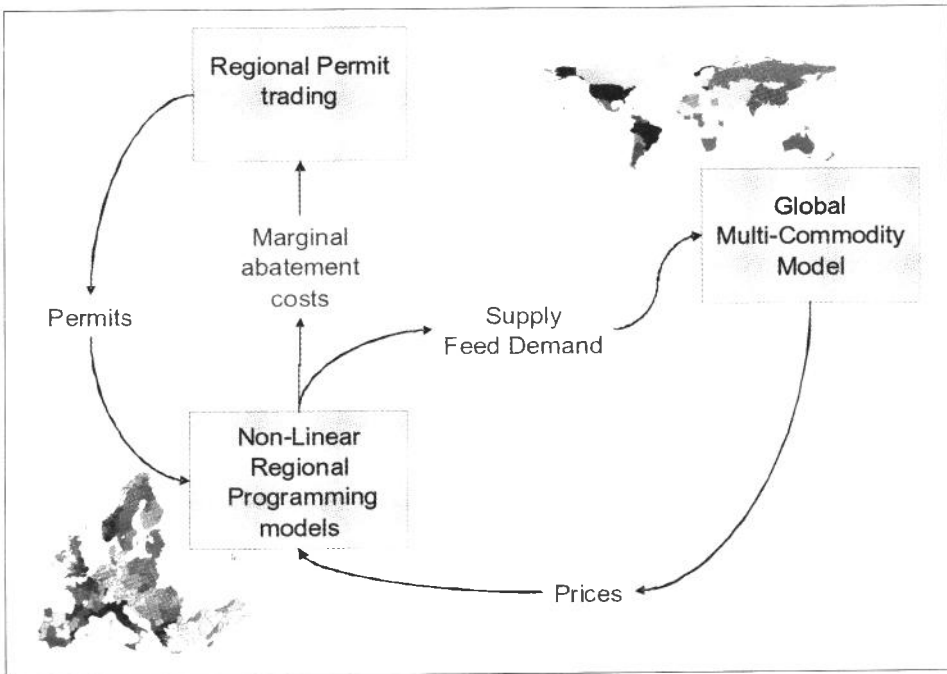 Regional Permit
trading
Global
Multi-Commodity
Model
Marginal
abatement
costs
Permits
Supply
Feed Demand
Non-Linear
Regional
Programming
models
Prices